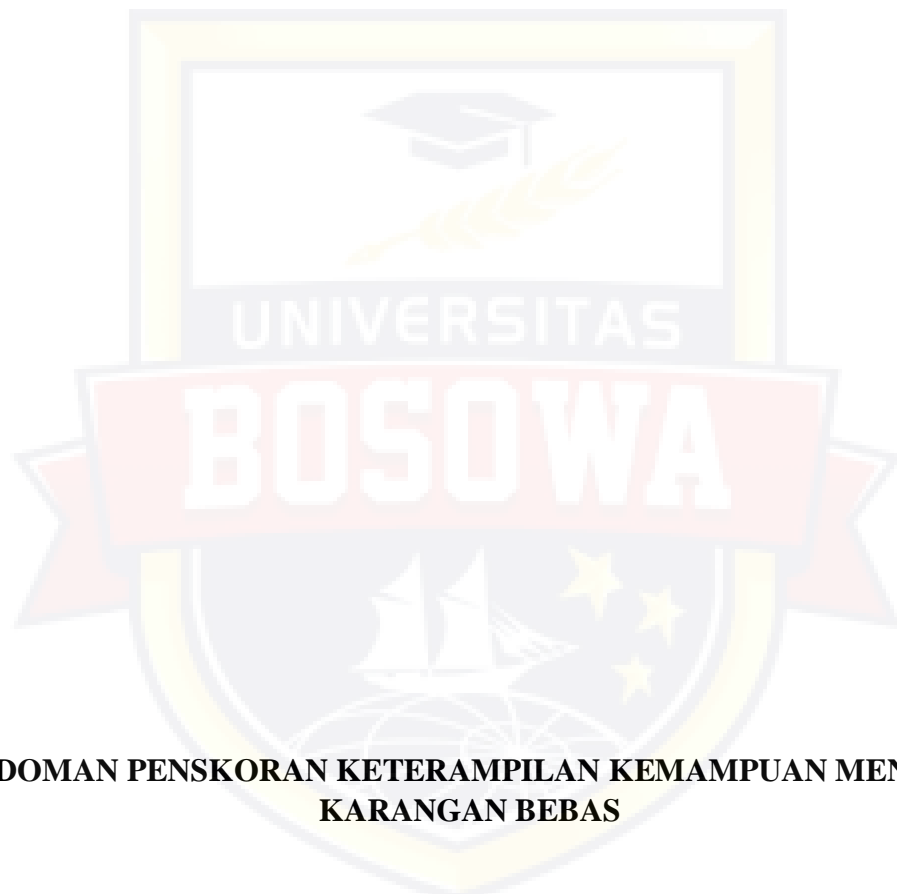 UNIVERSITAS
BOSOWA
DOMAN PENSKORAN KETERAMPILAN KEMAMPUAN MEN
KARANGAN BEBAS